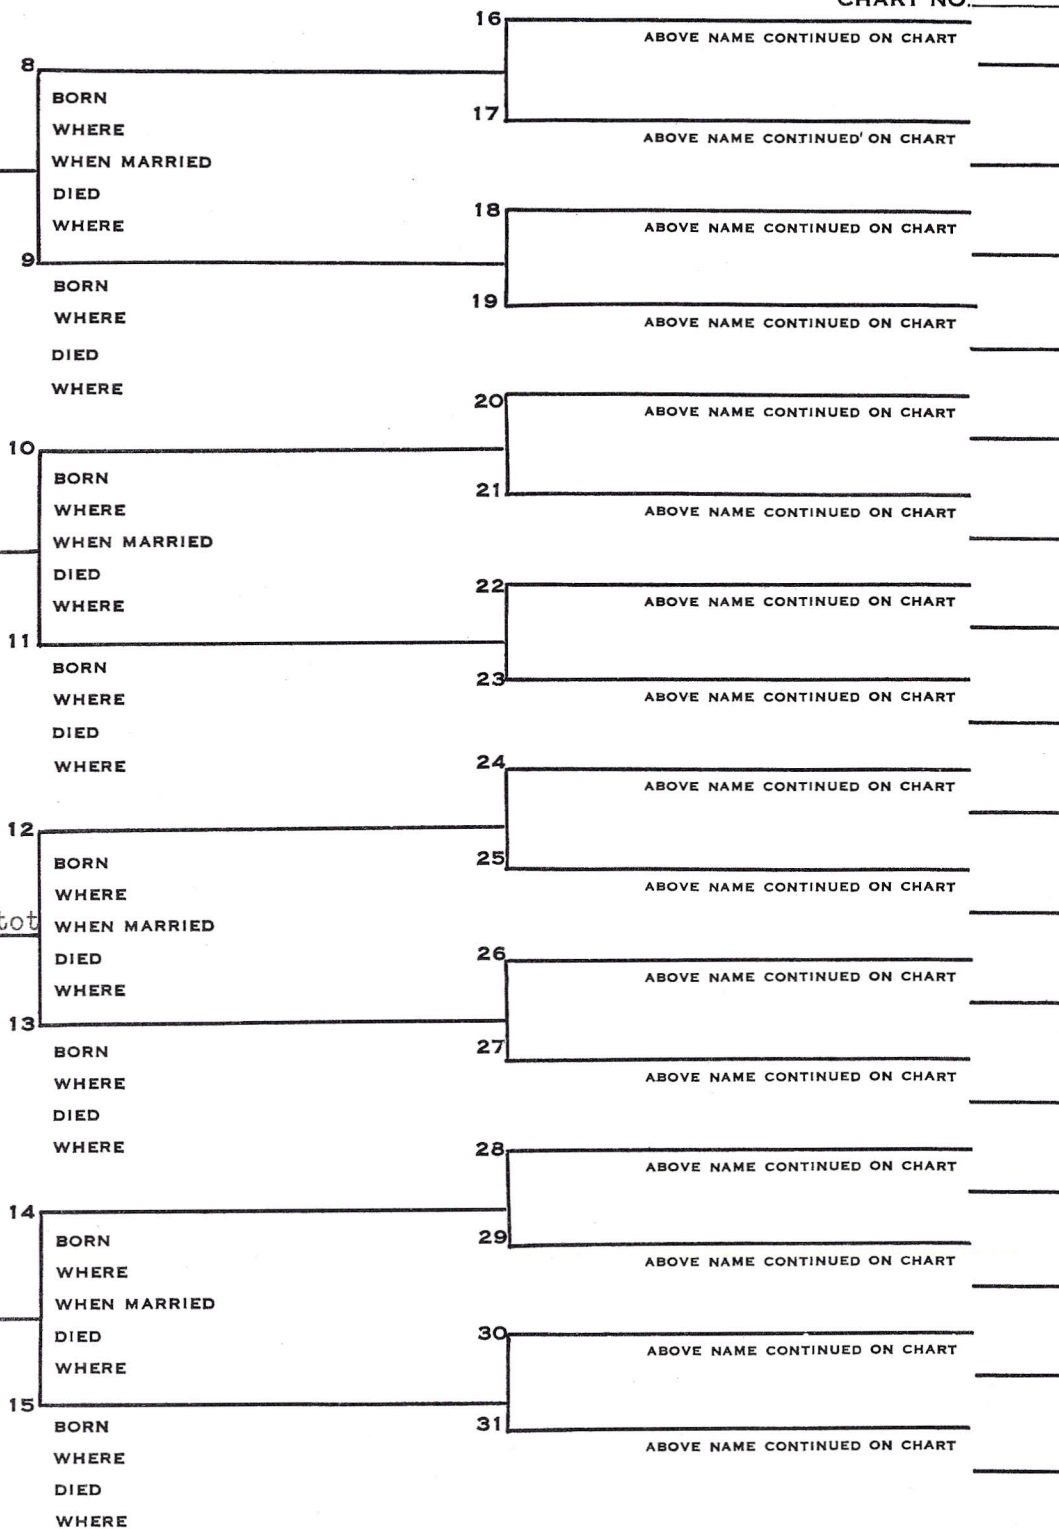 CHART NO.
16
ABOVE NAME CONTINUED ON CHART
8
BORN
17
WHERE
ABOVE NAME CONTINUED' ON CHART
WHEN MARRIED
DIED
18
WHERE
ABOVE NAME CONTINUED ON CHART
9
BORN
19
WHERE
ABOVE NAME CONTINUED ON CHART
DIED
WHERE
20
ABOVE NAME CONTINUED ON CHART
10
BORN
21
WHERE
ABOVE NAME CONTINUED ON CHART
WHEN MARRIED
DIED
22
WHERE
ABOVE NAME CONTINUED ON CHART
11
BORN
23
WHERE
ABOVE NAME CONTINUED ON CHART
DIED
WHERE
24
ABOVE NAME CONTINUED ON CHART
12
BORN
25
WHERE
ABOVE NAME CONTINUED ON CHART
tot
WHEN MARRIED
DIED
26
WHERE
ABOVE NAME CONTINUED ON CHART
13
BORN
27
WHERE
ABOVE NAME CONTINUED ON CHART
DIED
WHERE
28
ABOVE NAME CONTINUED ON CHART
14
BORN
29
WHERE
ABOVE NAME CONTINUED ON CHART
WHEN MARRIED
DIED
30
WHERE
ABOVE NAME CONTINUED ON CHART
15
BORN
31
WHERE
ABOVE NAME CONTINUED ON CHART
DIED
WHERE